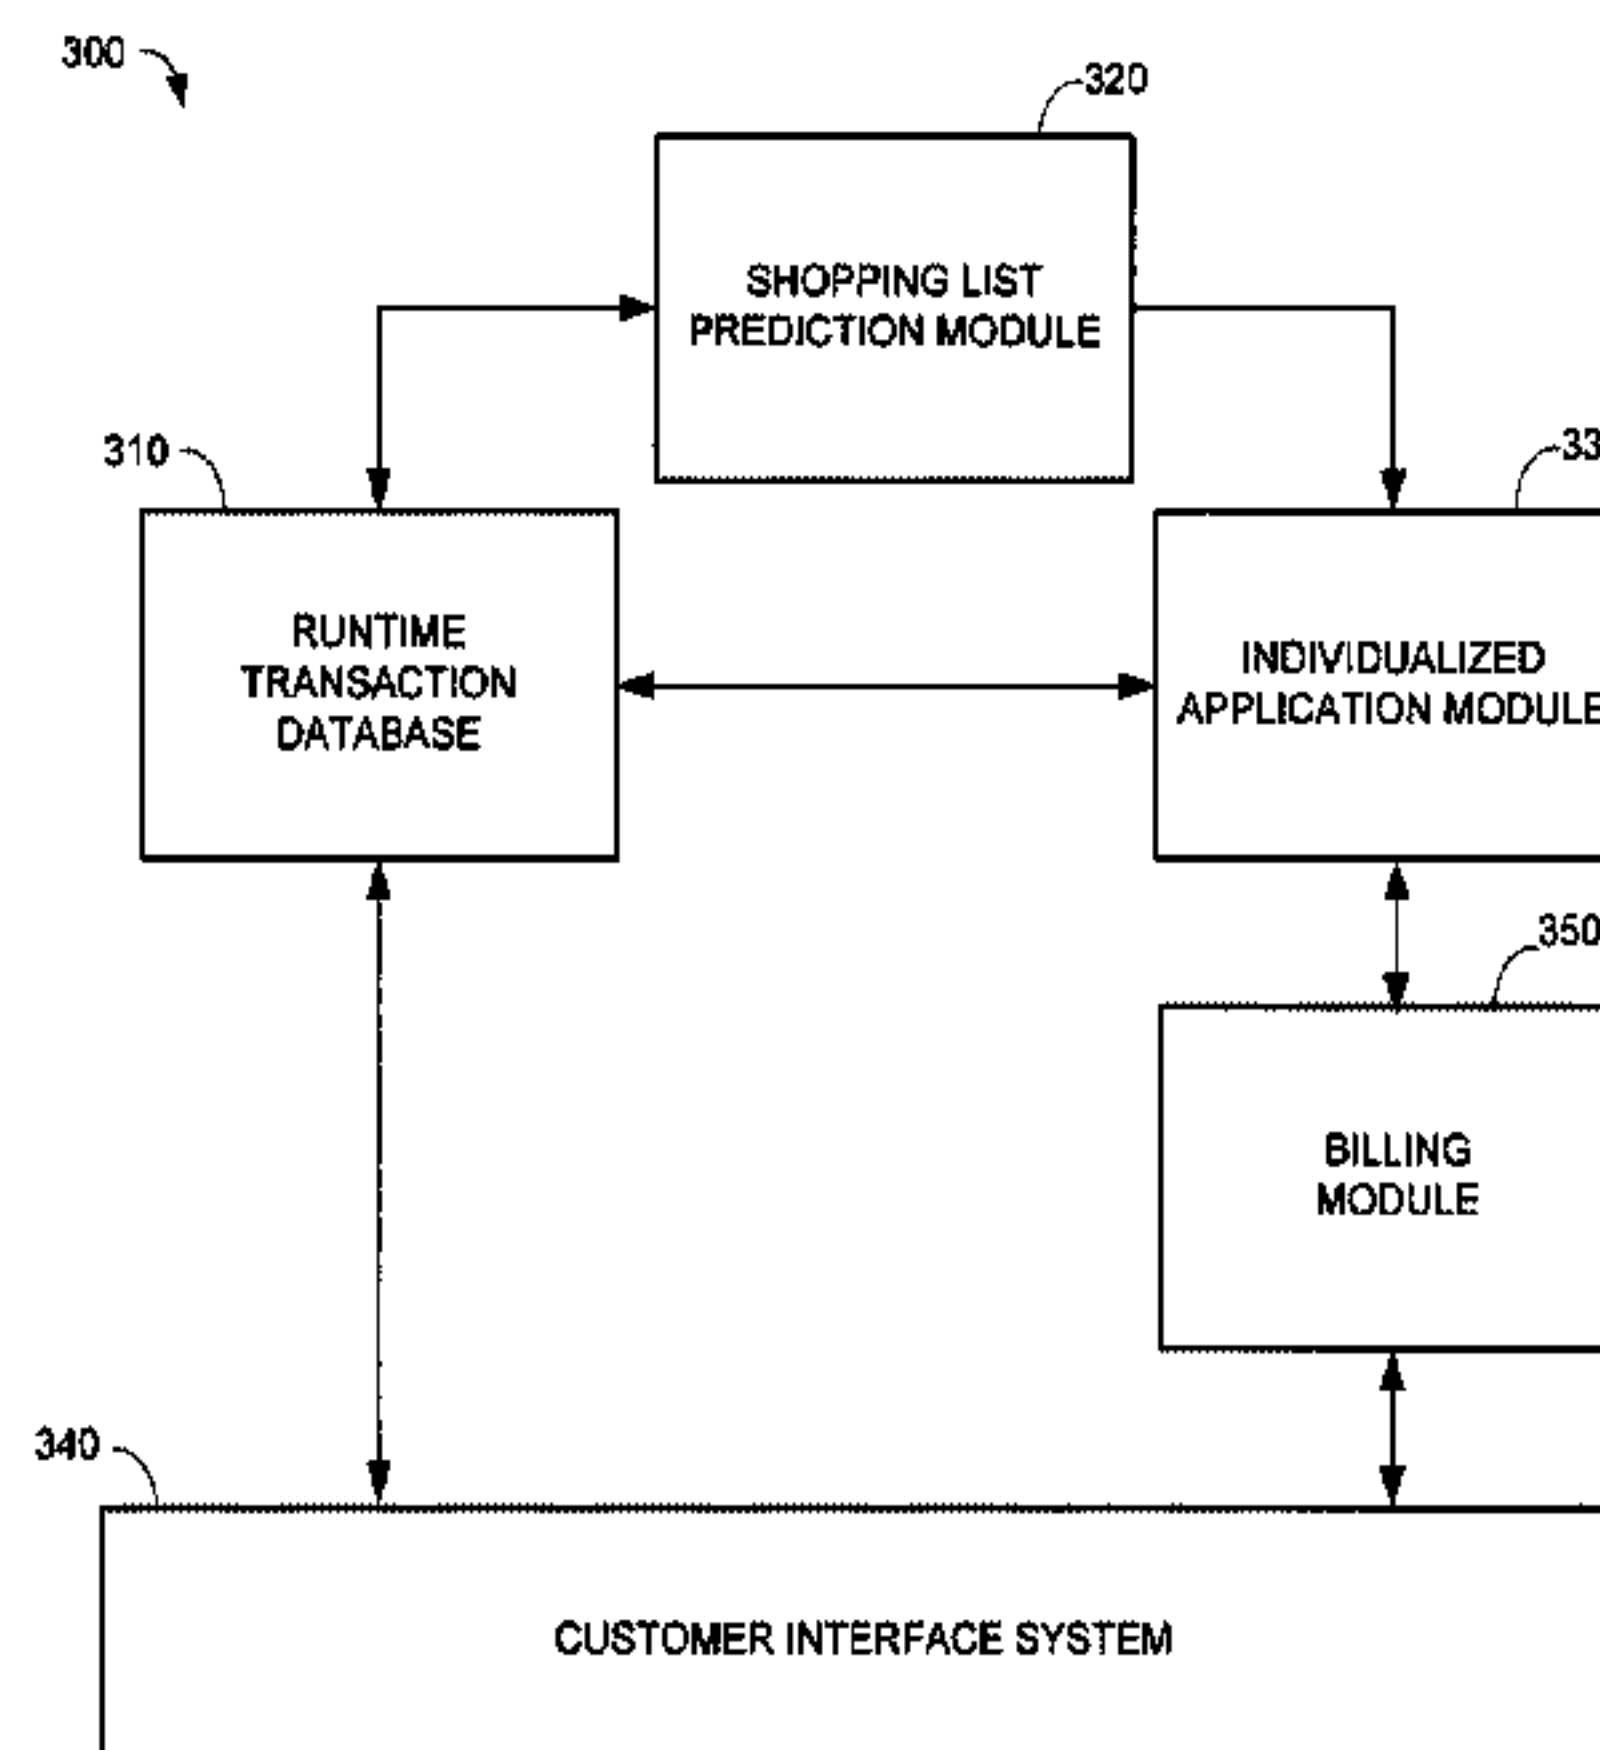 300
320
SHOPPING LIST
PREDICTION MODULE
310
33
RUNTIME
TRANSACTION
DATABASE
INDIVIDUALIZED
APPLICATION MODULE
350
BILLING
MODULE
340
CUSTOMER INTERFACE SYSTEM